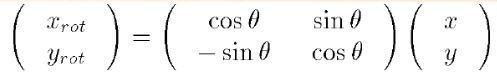 ( x_rot ) = ( cos θ sin θ ) ( x )
( y_rot ) ( − sin θ cos θ ) ( y )